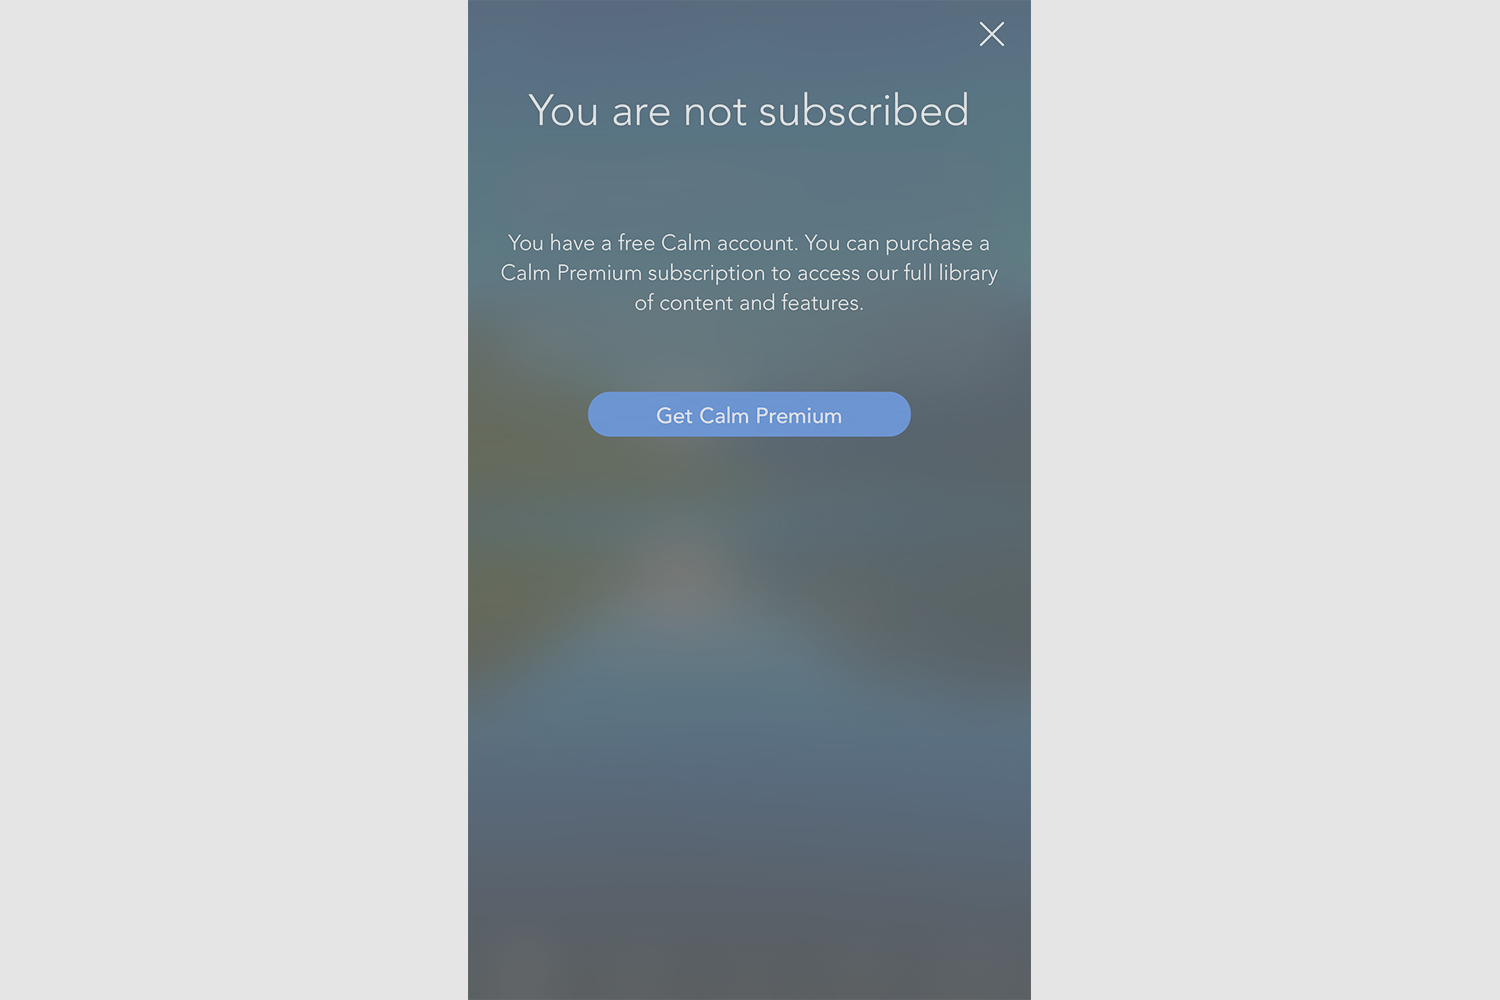 You are not subscribed
You have a free Calm account. You can purchase a
Calm Premium subscription to access our full library
of content and features.
Get Calm Premium